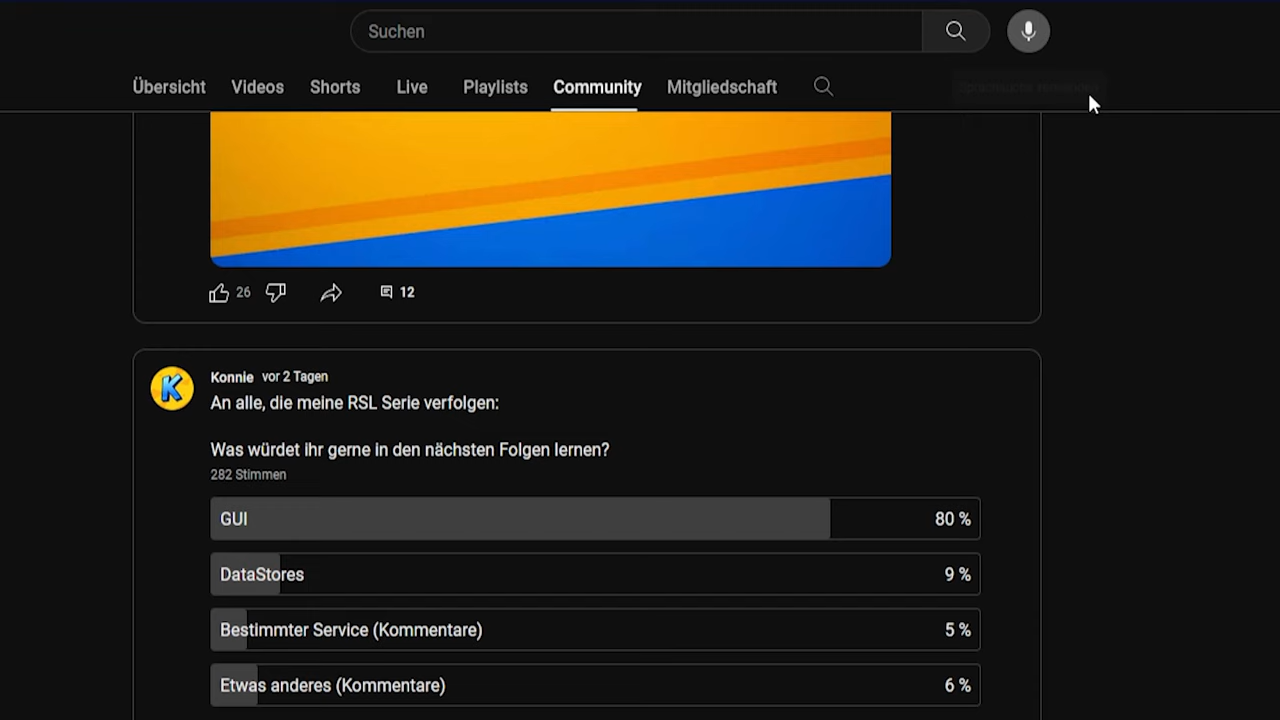 Suchen
Übersicht Videos Shorts Live Playlists Community Mitgliedschaft
26 12
K
Konnie vor 2 Tagen
An alle, die meine RSL Serie verfolgen:
Was würdet ihr gerne in den nächsten Folgen lernen?
282 Stimmen
GUI 80 %
DataStores 9 %
Bestimmter Service (Kommentare) 5 %
Etwas anderes (Kommentare) 6 %